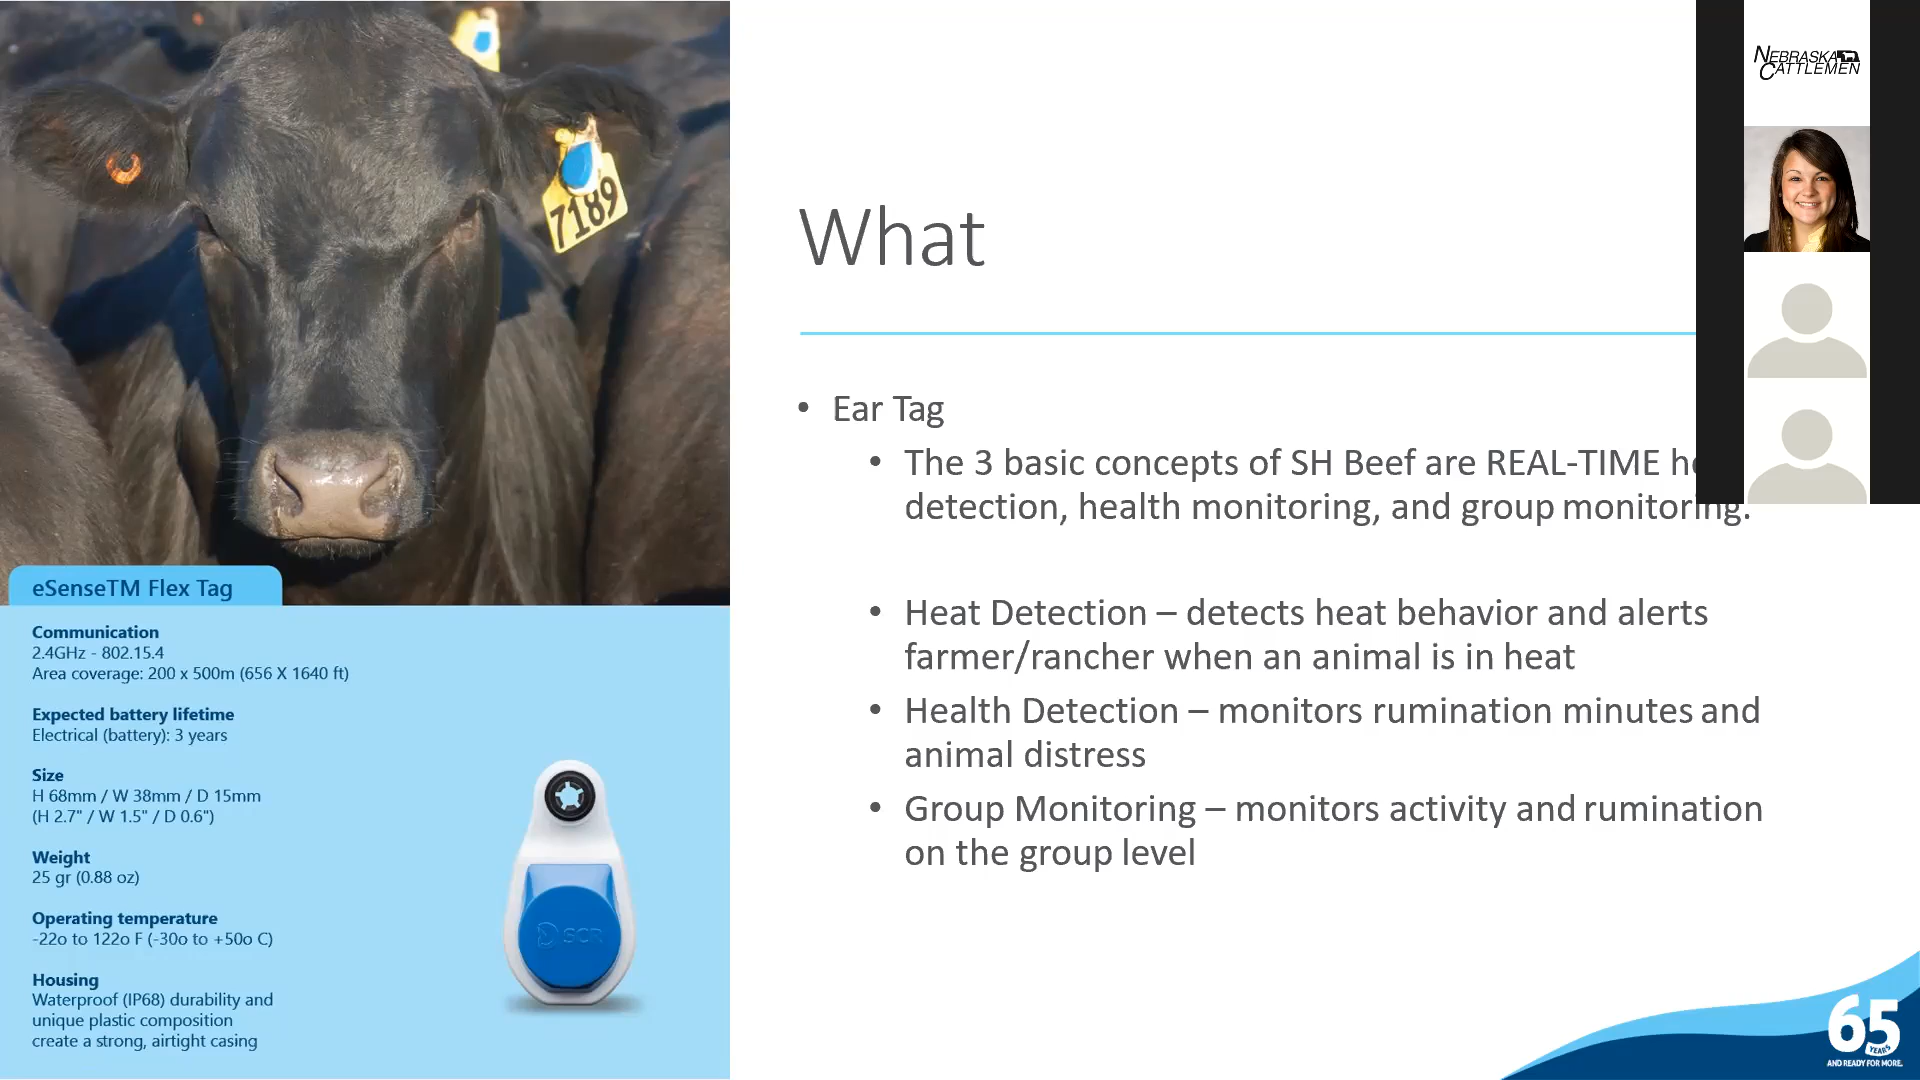 7189
eSenseTM Flex Tag
Communication
2.4GHz - 802.15.4
Area coverage: 200 x 500m (656 X 1640 ft)
Expected battery lifetime
Electrical (battery): 3 years
Size
H 68mm / W 38mm / D 15mm
(H 2.7" / W 1.5" / D 0.6")
Weight
25 gr (0.88 oz)
Operating temperature
-22o to 122o F (-30o to +50o C)
Housing
Waterproof (IP68) durability and
unique plastic composition
create a strong, airtight casing
SCR
What
• Ear Tag
• The 3 basic concepts of SH Beef are REAL-TIME
detection, health monitoring, and group monitoring.
• Heat Detection – detects heat behavior and alerts
farmer/rancher when an animal is in heat
• Health Detection – monitors rumination minutes and
animal distress
• Group Monitoring – monitors activity and rumination
on the group level
NEBRASKA
CATTLEMEN
65
YEARS
AND READY FOR MORE.